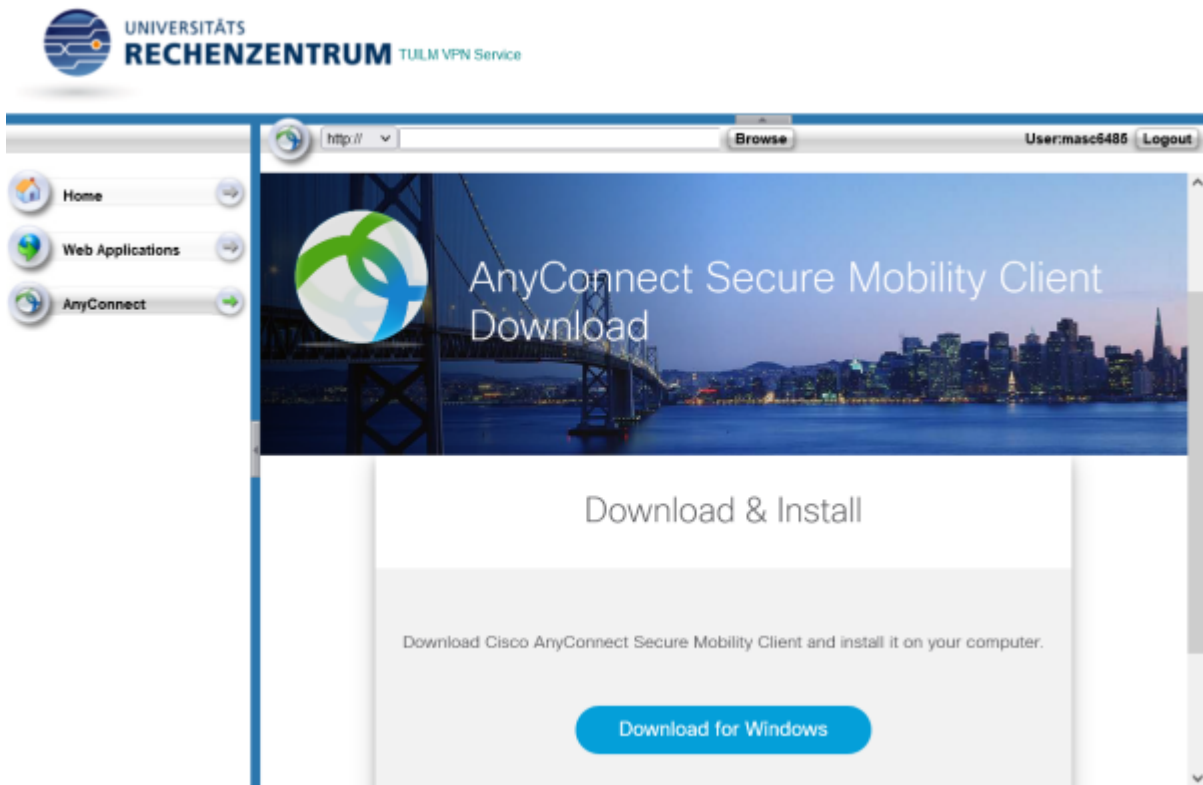 UNIVERSITÄTS
RECHENZENTRUM TUILM VPN Service
http:// Browse User:masc6485 Logout
Home
Web Applications
AnyConnect
AnyConnect Secure Mobility Client
Download
Download & Install
Download Cisco AnyConnect Secure Mobility Client and install it on your computer.
Download for Windows